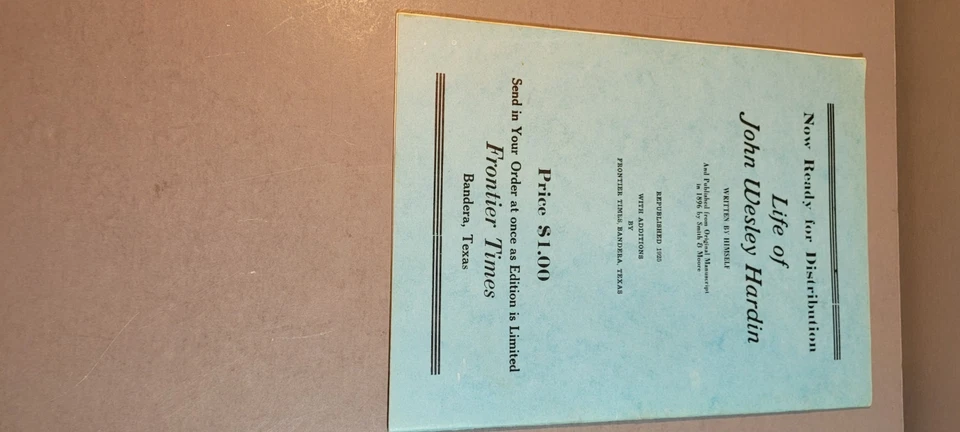 Now Ready for Distribution
Life of
John Wesley Hardin
WRITTEN BY HIMSELF
And Published from Original Manuscript
in 1896 by Smith & Moore
REPUBLISHED 1925
WITH ADDITIONS
BY
FRONTIER TIMES, BANDERA, TEXAS
Price $1.00
Send in Your Order at once as Edition is Limited
Frontier Times
Bandera, Texas